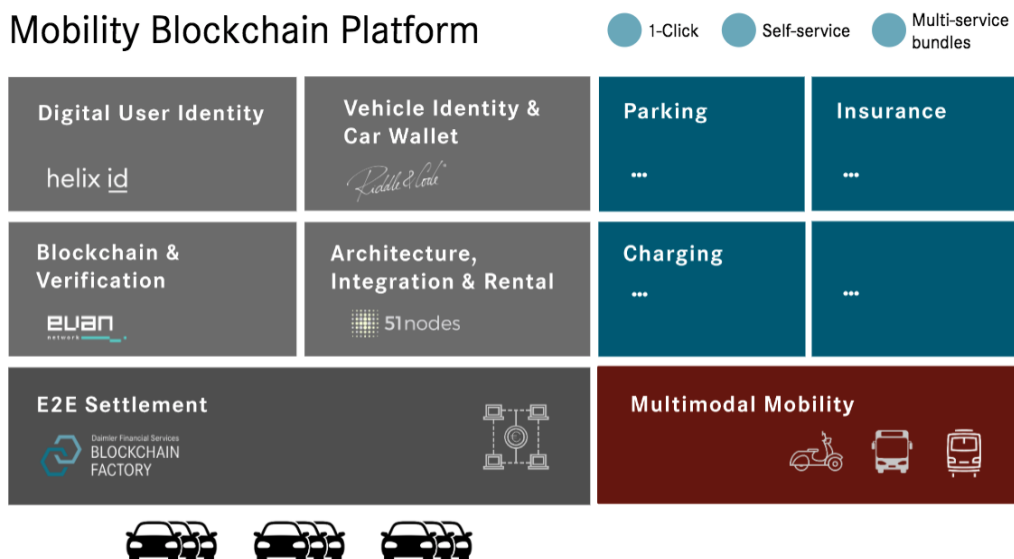 Mobility Blockchain Platform
1-Click
Self-service
Multi-service
bundles
Digital User Identity
helix id
Vehicle Identity &
Car Wallet
Riddle & Code
Parking
...
Insurance
...
Blockchain &
Verification
evan
network
Architecture,
Integration & Rental
51nodes
Charging
...
...
E2E Settlement
Daimler Financial Services
BLOCKCHAIN
FACTORY
Multimodal Mobility